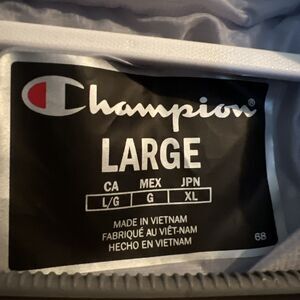 Champion®
LARGE
CA MEX JPN
L/G G XL
MADE IN VIETNAM
FABRIQUÉ AU VIÊT-NAM
HECHO EN VIETNAM
68